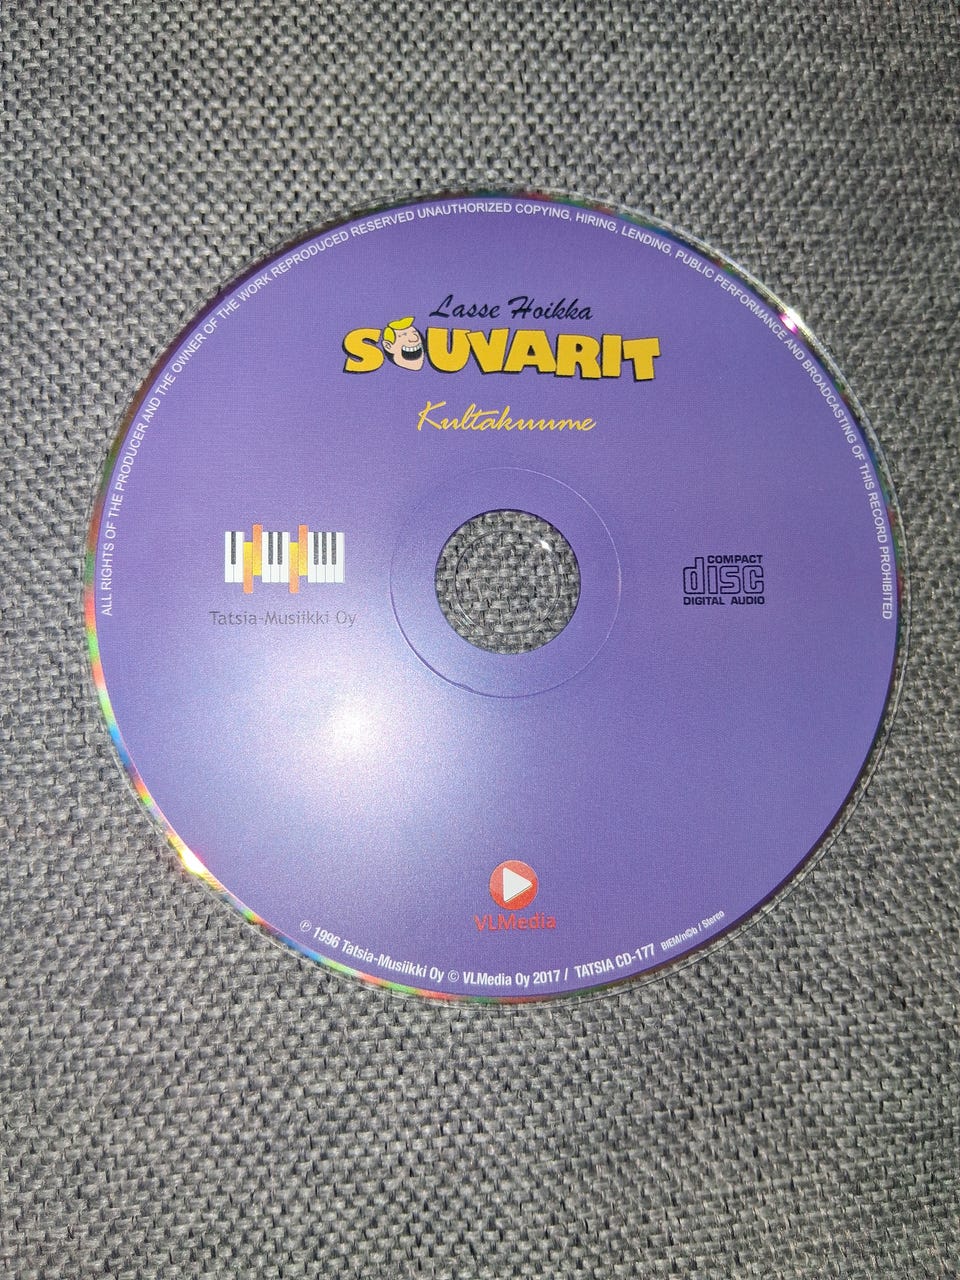 ALL RIGHTS OF THE PRODUCER AND THE OWNER OF THE WORK REPRODUCED RESERVED UNAUTHORIZED COPYING, HIRING, LENDING, PUBLIC PERFORMANCE AND BROADCASTING OF THIS RECORD PROHIBITED
Lasse Hoikka
SOUVARIT
Kultakuume
Tatsia-Musiikki Oy
COMPACT
disc
DIGITAL AUDIO
VLMedia
℗ 1996 Tatsia-Musiikki Oy © VLMedia Oy 2017 / TATSIA CD-177 BIEM/n©b / Stereo